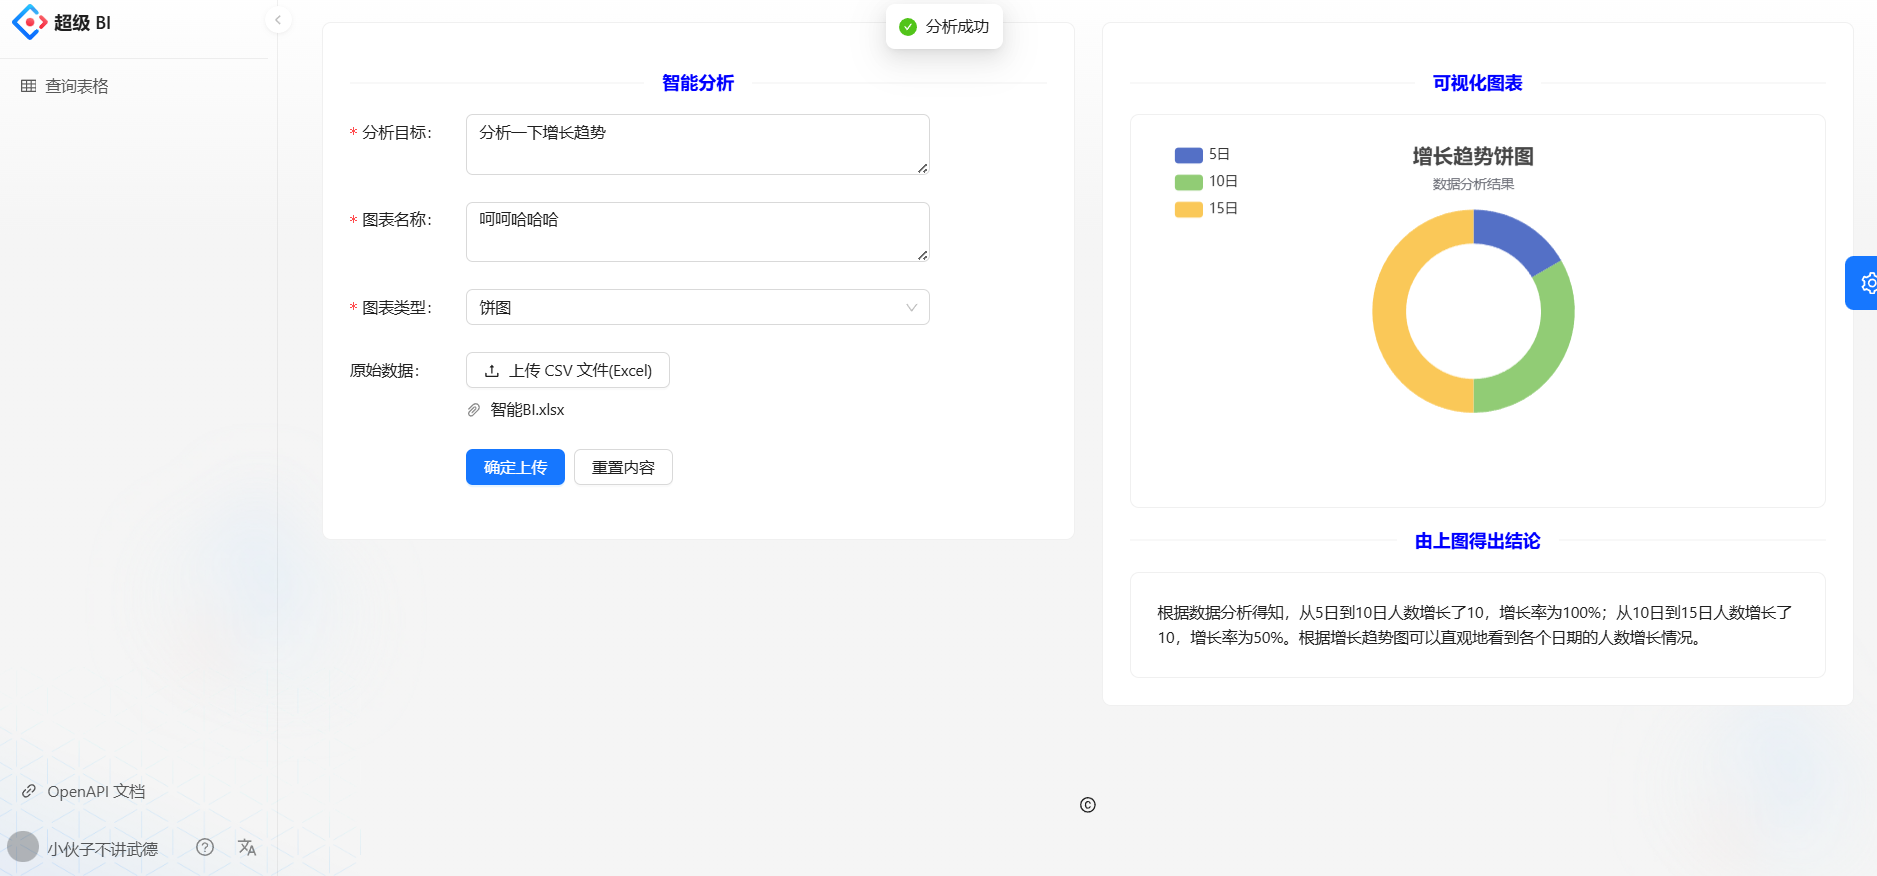 超级 BI
查询表格
分析成功
智能分析
* 分析目标:
分析一下增长趋势
* 图表名称:
呵呵哈哈哈
* 图表类型:
饼图
原始数据:
上传 CSV 文件(Excel)
智能BI.xlsx
确定上传
重置内容
可视化图表
5日
10日
15日
增长趋势饼图
数据分析结果
由上图得出结论
根据数据分析得知，从5日到10日人数增长了10，增长率为100%；从10日到15日人数增长了
10，增长率为50%。根据增长趋势图可以直观地看到各个日期的人数增长情况。
OpenAPI 文档
小伙子不讲武德
©